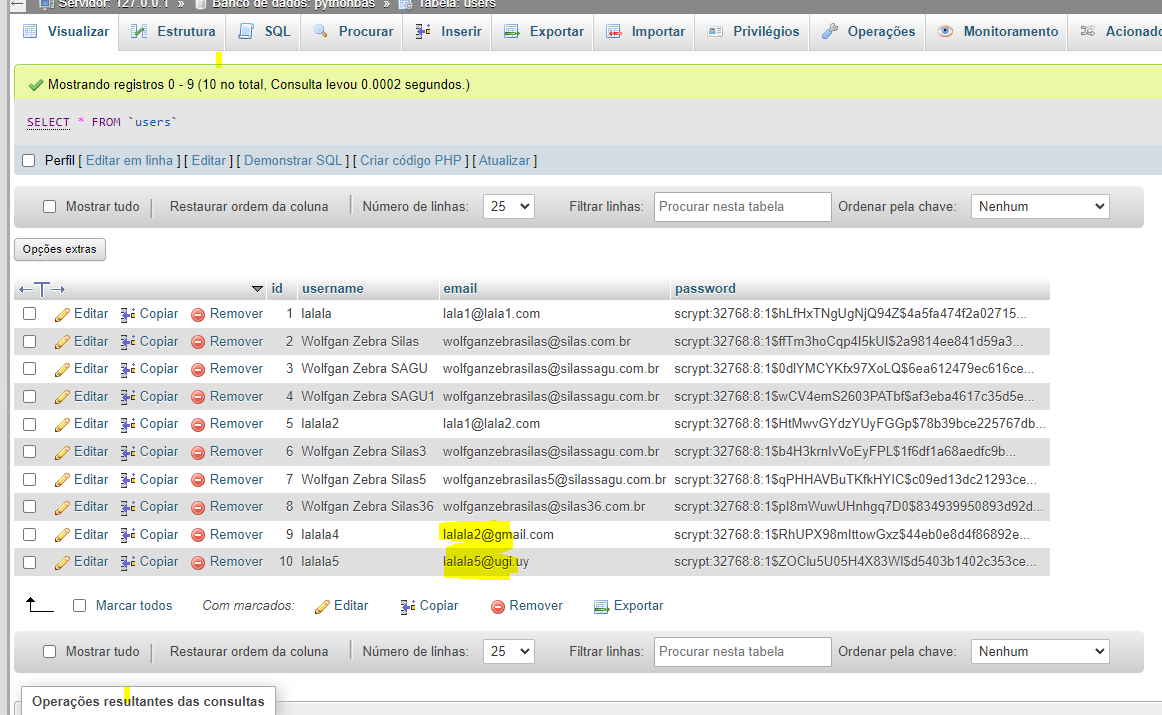 Servidor: 127.0.0.1 » Banco de dados: pythonbas » Tabela: users
Visualizar Estrutura SQL Procurar Inserir Exportar Importar Privilégios Operações Monitoramento Acionado
Mostrando registros 0 - 9 (10 no total, Consulta levou 0.0002 segundos.)
SELECT * FROM `users`
Perfil [ Editar em linha ] [ Editar ] [ Demonstrar SQL ] [ Criar código PHP ] [ Atualizar ]
Mostrar tudo Restaurar ordem da coluna Número de linhas: 25 Filtrar linhas: Procurar nesta tabela Ordenar pela chave: Nenhum
Opções extras
←T→ id username email password
Editar Copiar Remover 1 lalala lala1@lala1.com scrypt:32768:8:1$hLfHxTNgUgNjQ94Z$4a5fa474f2a02715...
Editar Copiar Remover 2 Wolfgan Zebra Silas wolfganzebrasilas@silas.com.br scrypt:32768:8:1$ffTm3hoCqp4I5kUI$2a9814ee841d59a3...
Editar Copiar Remover 3 Wolfgan Zebra SAGU wolfganzebrasilas@silassagu.com.br scrypt:32768:8:1$0dlYMCYKfx97XoLQ$6ea612479ec616ce...
Editar Copiar Remover 4 Wolfgan Zebra SAGU1 wolfganzebrasilas@silassagu.com.br scrypt:32768:8:1$wCV4emS2603PATbf$af3eba4617c35d5e...
Editar Copiar Remover 5 lalala2 lala1@lala2.com scrypt:32768:8:1$HtMwvGYdzYUyFGGp$78b39bce225767db...
Editar Copiar Remover 6 Wolfgan Zebra Silas3 wolfganzebrasilas@silassagu.com.br scrypt:32768:8:1$b4H3krnIvVoEyFPL$1f6df1a68aedfc9b...
Editar Copiar Remover 7 Wolfgan Zebra Silas5 wolfganzebrasilas5@silassagu.com.br scrypt:32768:8:1$qPHHAVBuTKfkHYIC$c09ed13dc21293ce...
Editar Copiar Remover 8 Wolfgan Zebra Silas36 wolfganzebrasilas@silas36.com.br scrypt:32768:8:1$pI8mWuwUHnhgq7D0$834939950893d92d...
Editar Copiar Remover 9 lalala4 lalala2@gmail.com scrypt:32768:8:1$RhUPX98mIttowGxz$44eb0e8d4f86892e...
Editar Copiar Remover 10 lalala5 lalala5@ugi.uy scrypt:32768:8:1$ZOClu5U05H4X83Wl$d5403b1402c353ce...
Marcar todos Com marcados: Editar Copiar Remover Exportar
Mostrar tudo Restaurar ordem da coluna Número de linhas: 25 Filtrar linhas: Procurar nesta tabela Ordenar pela chave: Nenhum
Operações resultantes das consultas